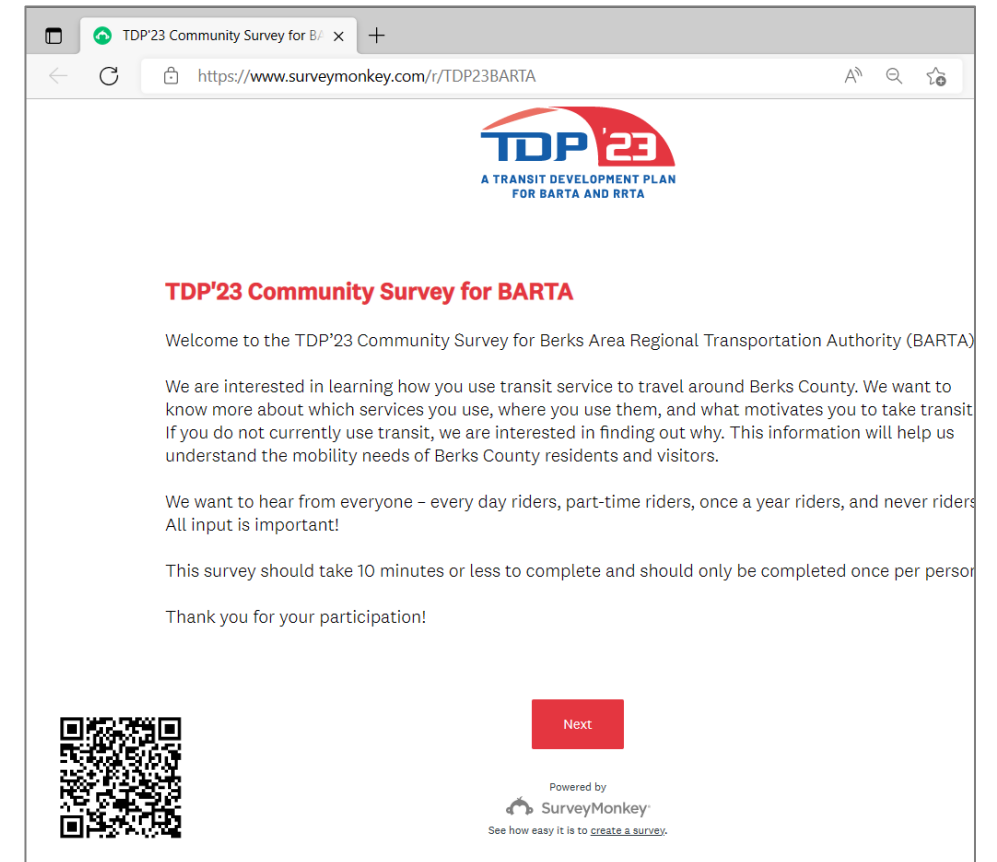 TDP'23 Community Survey for BA
https://www.surveymonkey.com/r/TDP23BARTA
TDP '23
A TRANSIT DEVELOPMENT PLAN
FOR BARTA AND RRTA
TDP'23 Community Survey for BARTA
Welcome to the TDP’23 Community Survey for Berks Area Regional Transportation Authority (BARTA)
We are interested in learning how you use transit service to travel around Berks County. We want to
know more about which services you use, where you use them, and what motivates you to take transit
If you do not currently use transit, we are interested in finding out why. This information will help us
understand the mobility needs of Berks County residents and visitors.
We want to hear from everyone – every day riders, part-time riders, once a year riders, and never riders
All input is important!
This survey should take 10 minutes or less to complete and should only be completed once per person
Thank you for your participation!
Next
Powered by
SurveyMonkey
See how easy it is to create a survey.